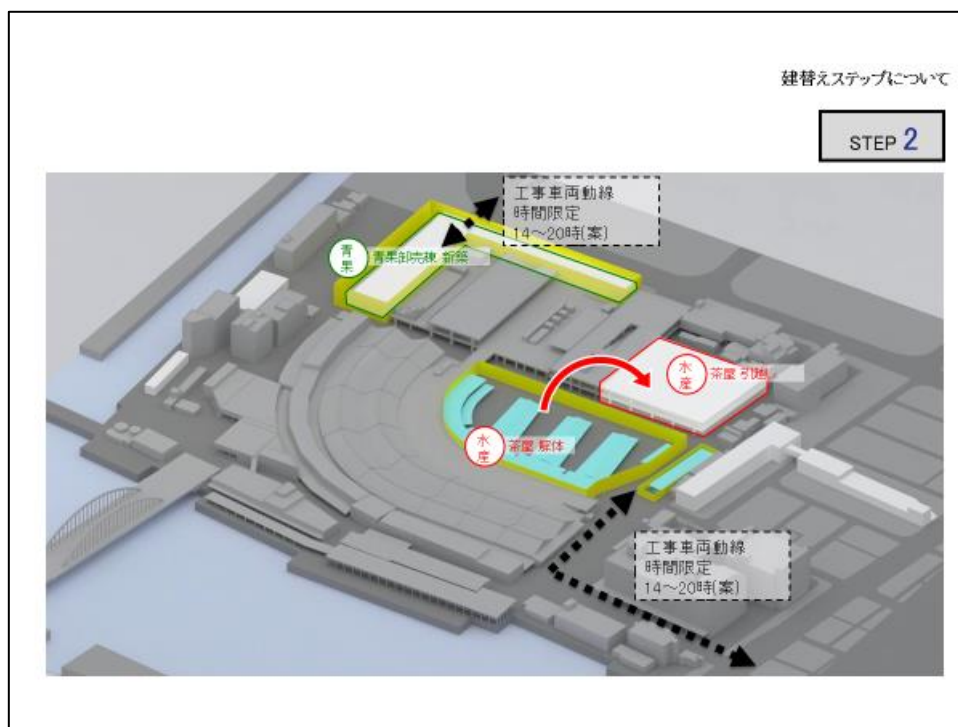 建替えステップについて
STEP 2
工事車両動線
時間限定
14～20時(案)
青果
青果卸売棟 新築
水産
茶屋 引越し
水産
茶屋 解体
工事車両動線
時間限定
14～20時(案)